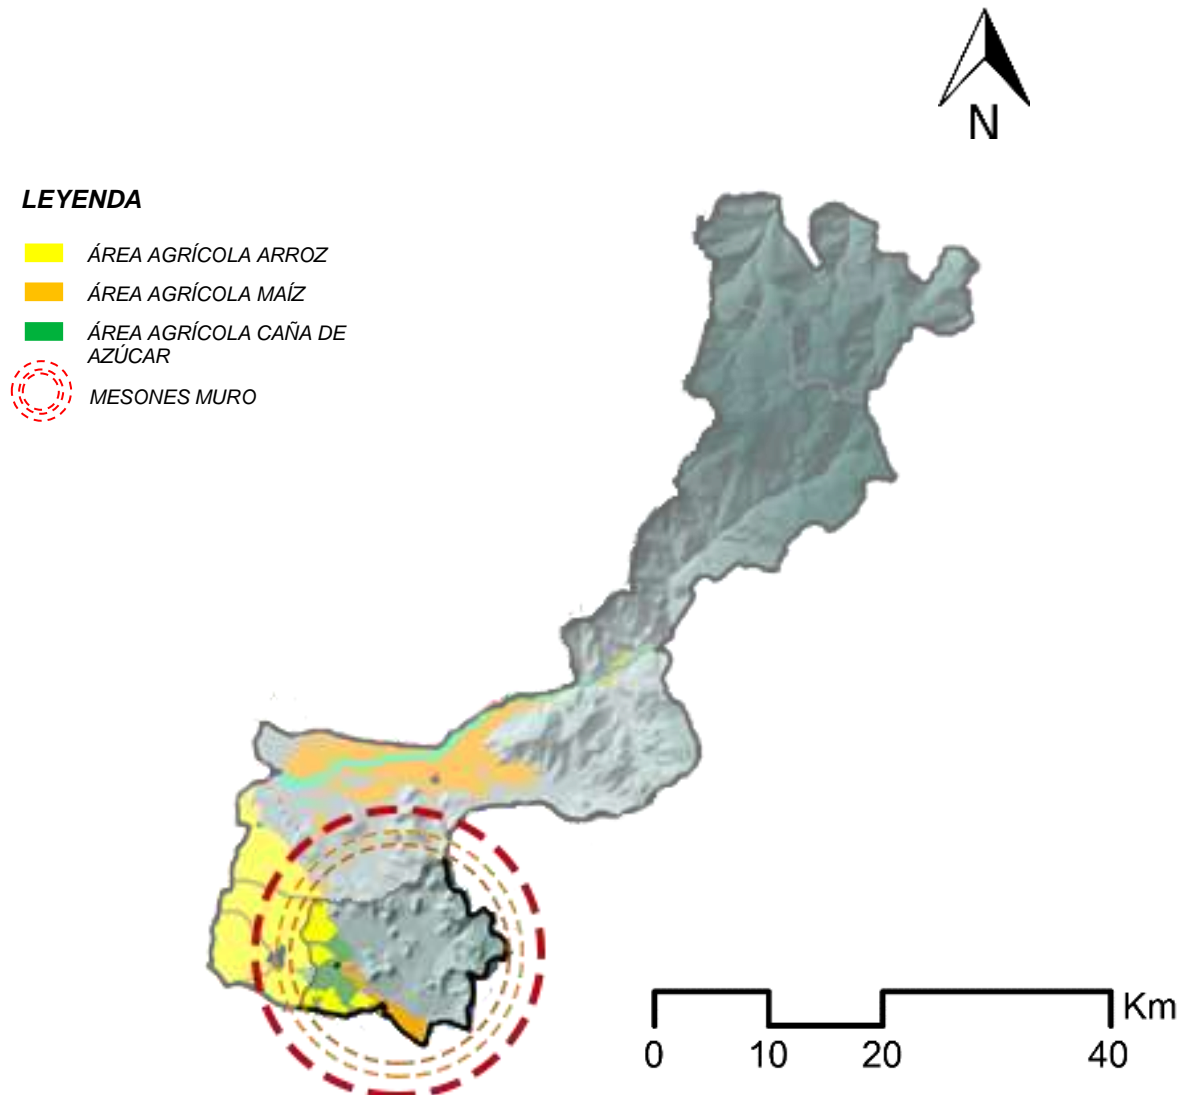 N
LEYENDA
ÁREA AGRÍCOLA ARROZ
ÁREA AGRÍCOLA MAÍZ
ÁREA AGRÍCOLA CAÑA DE
AZÚCAR
MESONES MURO
Km
0 10 20 40